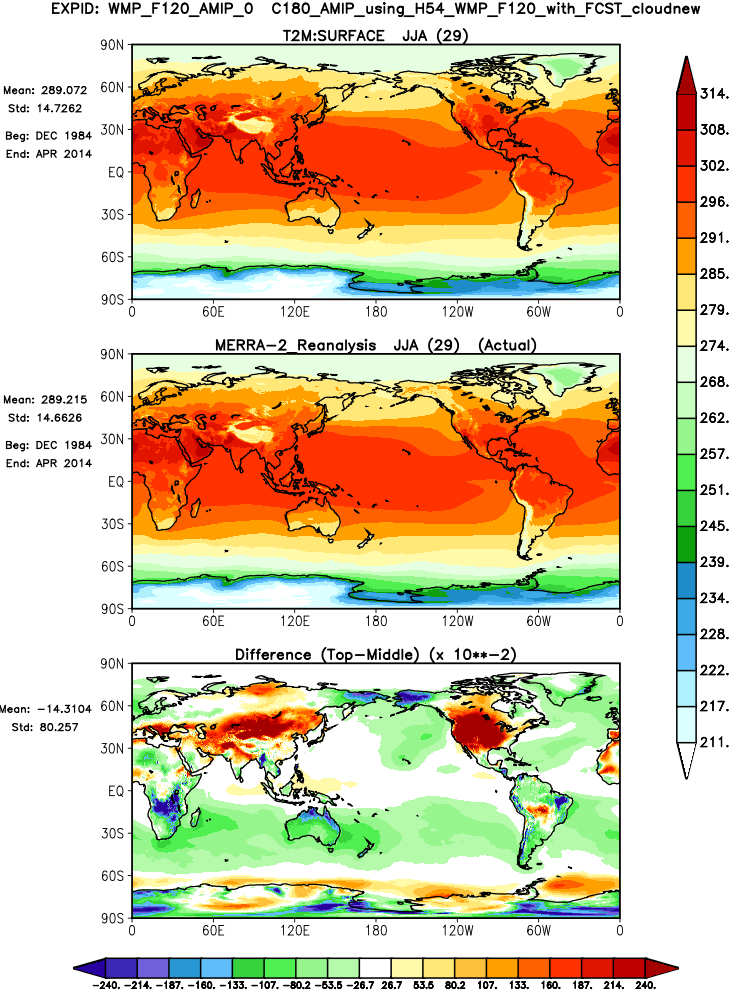 EXPID: WMP_F120_AMIP_0 C180_AMIP_using_H54_WMP_F120_with_FCST_cloudnew
T2M:SURFACE JJA (29)
Mean: 289.072
Std: 14.7262
Beg: DEC 1984
End: APR 2014
90N
60N
30N
EQ
30S
60S
90S
0 60E 120E 180 120W 60W 0
MERRA-2_Reanalysis JJA (29) (Actual)
Mean: 289.215
Std: 14.6626
Beg: DEC 1984
End: APR 2014
90N
60N
30N
EQ
30S
60S
90S
0 60E 120E 180 120W 60W 0
314.
308.
302.
296.
291.
285.
279.
274.
268.
262.
257.
251.
245.
239.
234.
228.
222.
217.
211.
Difference (Top-Middle) (x 10**-2)
Mean: -14.3104
Std: 80.257
90N
60N
30N
EQ
30S
60S
90S
0 60E 120E 180 120W 60W 0
-240. -214. -187. -160. -133. -107. -80.2 -53.5 -26.7 26.7 53.5 80.2 107. 133. 160. 187. 214. 240.